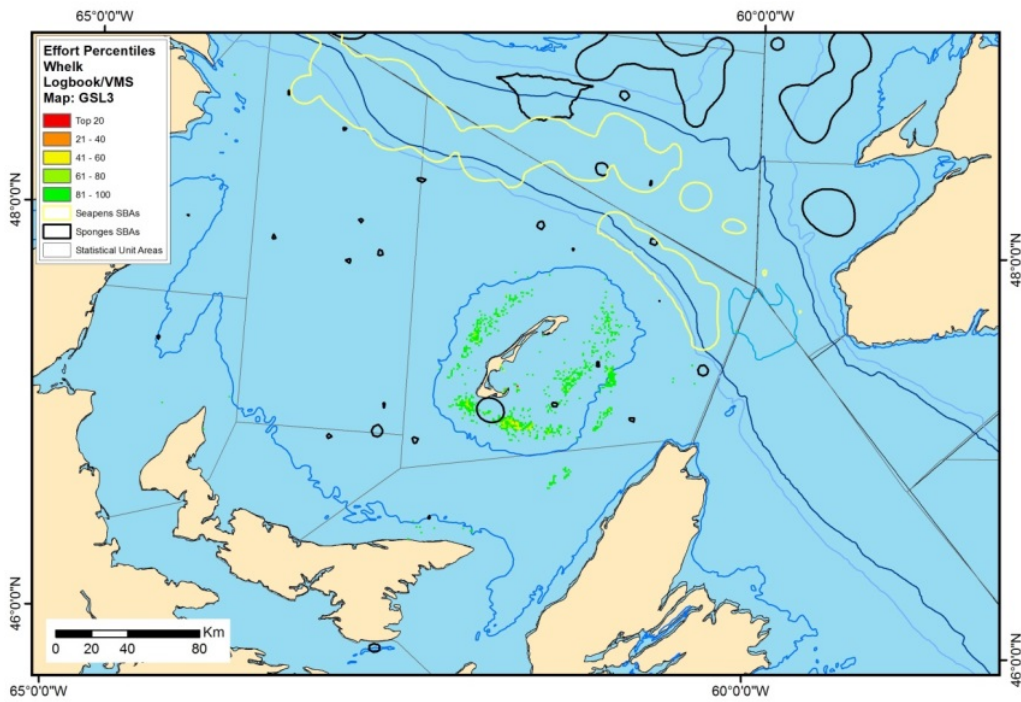 65°0'0"W
60°0'0"W
Effort Percentiles
Whelk
Logbook/VMS
Map: GSL3
Top 20
21 - 40
41 - 60
61 - 80
81 - 100
Seapens SBAs
Sponges SBAs
Statistical Unit Areas
48°0'0"N
48°0'0"N
46°0'0"N
46°0'0"N
Km
0 20 40 80
65°0'0"W
60°0'0"W